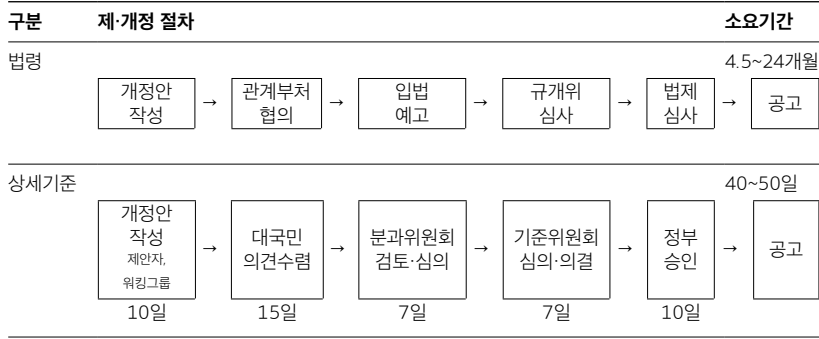 구분 제·개정 절차 소요기간
법령 4.5~24개월
개정안 → 관계부처 → 입법 → 규개위 → 법제 → 공고
작성 협의 예고 심사 심사
상세기준 40~50일
개정안
작성 → 대국민 → 분과위원회 → 기준위원회 → 정부 → 공고
제안자, 의견수렴 검토·심의 심의·의결 승인
워킹그룹
10일 15일 7일 7일 10일